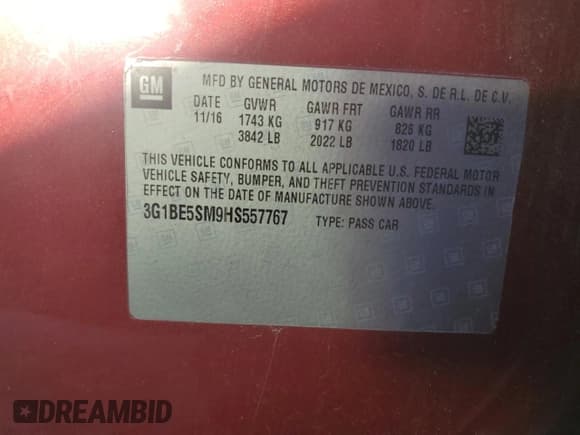 GM
MFD BY GENERAL MOTORS DE MEXICO, S. DE R.L. DE C.V.
DATE GVWR GAWR FRT GAWR RR
11/16 1743 KG 917 KG 826 KG
3842 LB 2022 LB 1820 LB
THIS VEHICLE CONFORMS TO ALL APPLICABLE U.S. FEDERAL MOTOR
VEHICLE SAFETY, BUMPER, AND THEFT PREVENTION STANDARDS IN
EFFECT ON THE DATE OF MANUFACTURE SHOWN ABOVE.
3G1BE5SM9HS557767 TYPE: PASS CAR
DREAMBID